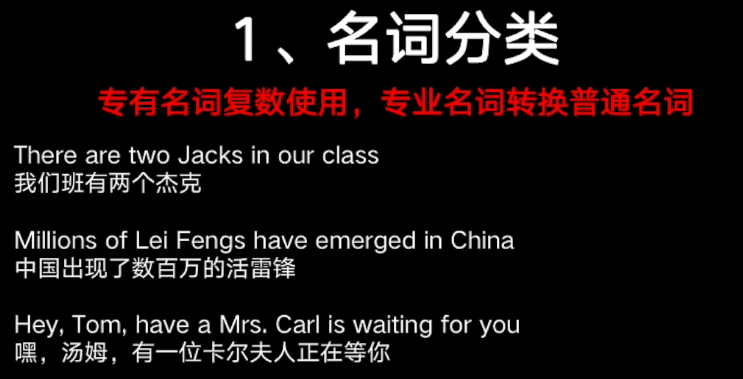 1、名词分类
专有名词复数使用，专业名词转换普通名词
There are two Jacks in our class
我们班有两个杰克
Millions of Lei Fengs have emerged in China
中国出现了数百万的活雷锋
Hey, Tom, have a Mrs. Carl is waiting for you
嘿，汤姆，有一位卡尔夫人正在等你